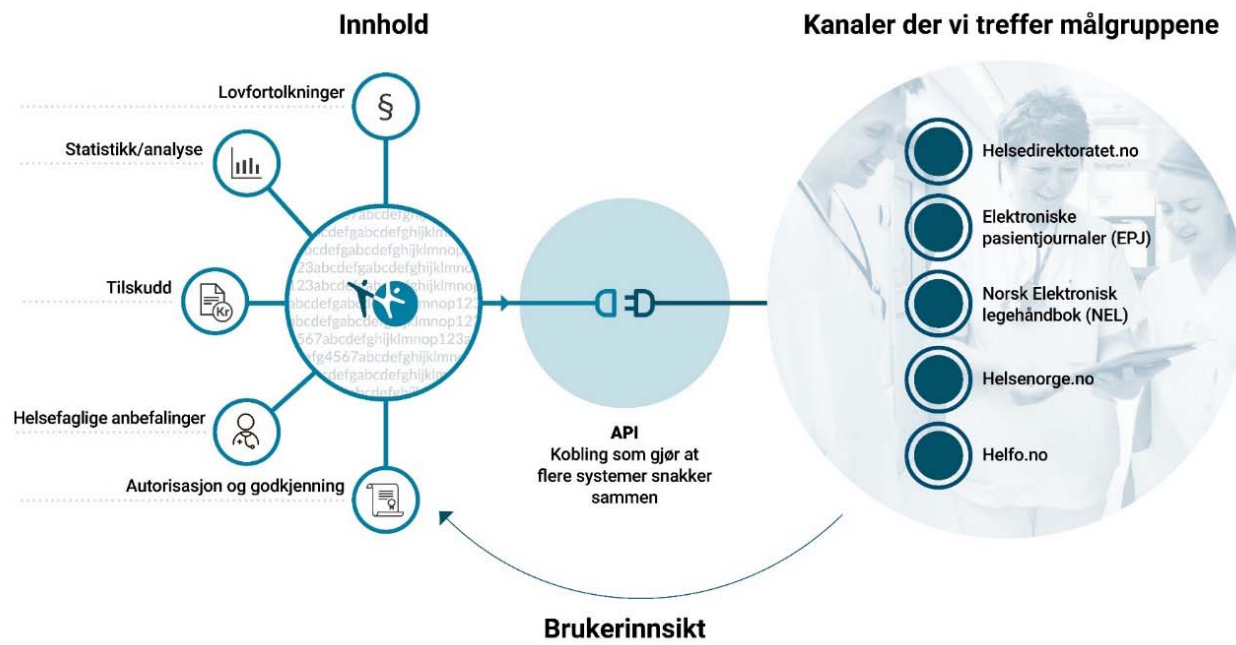 Innhold
Kanaler der vi treffer målgruppene
Lovfortolkninger
§
Statistikk/analyse
Tilskudd
Kr
Helsefaglige anbefalinger
Autorisasjon og godkjenning
API
Kobling som gjør at
flere systemer snakker
sammen
Helsedirektoratet.no
Elektroniske
pasientjournaler (EPJ)
Norsk Elektronisk
legehåndbok (NEL)
Helsenorge.no
Helfo.no
Brukerinnsikt